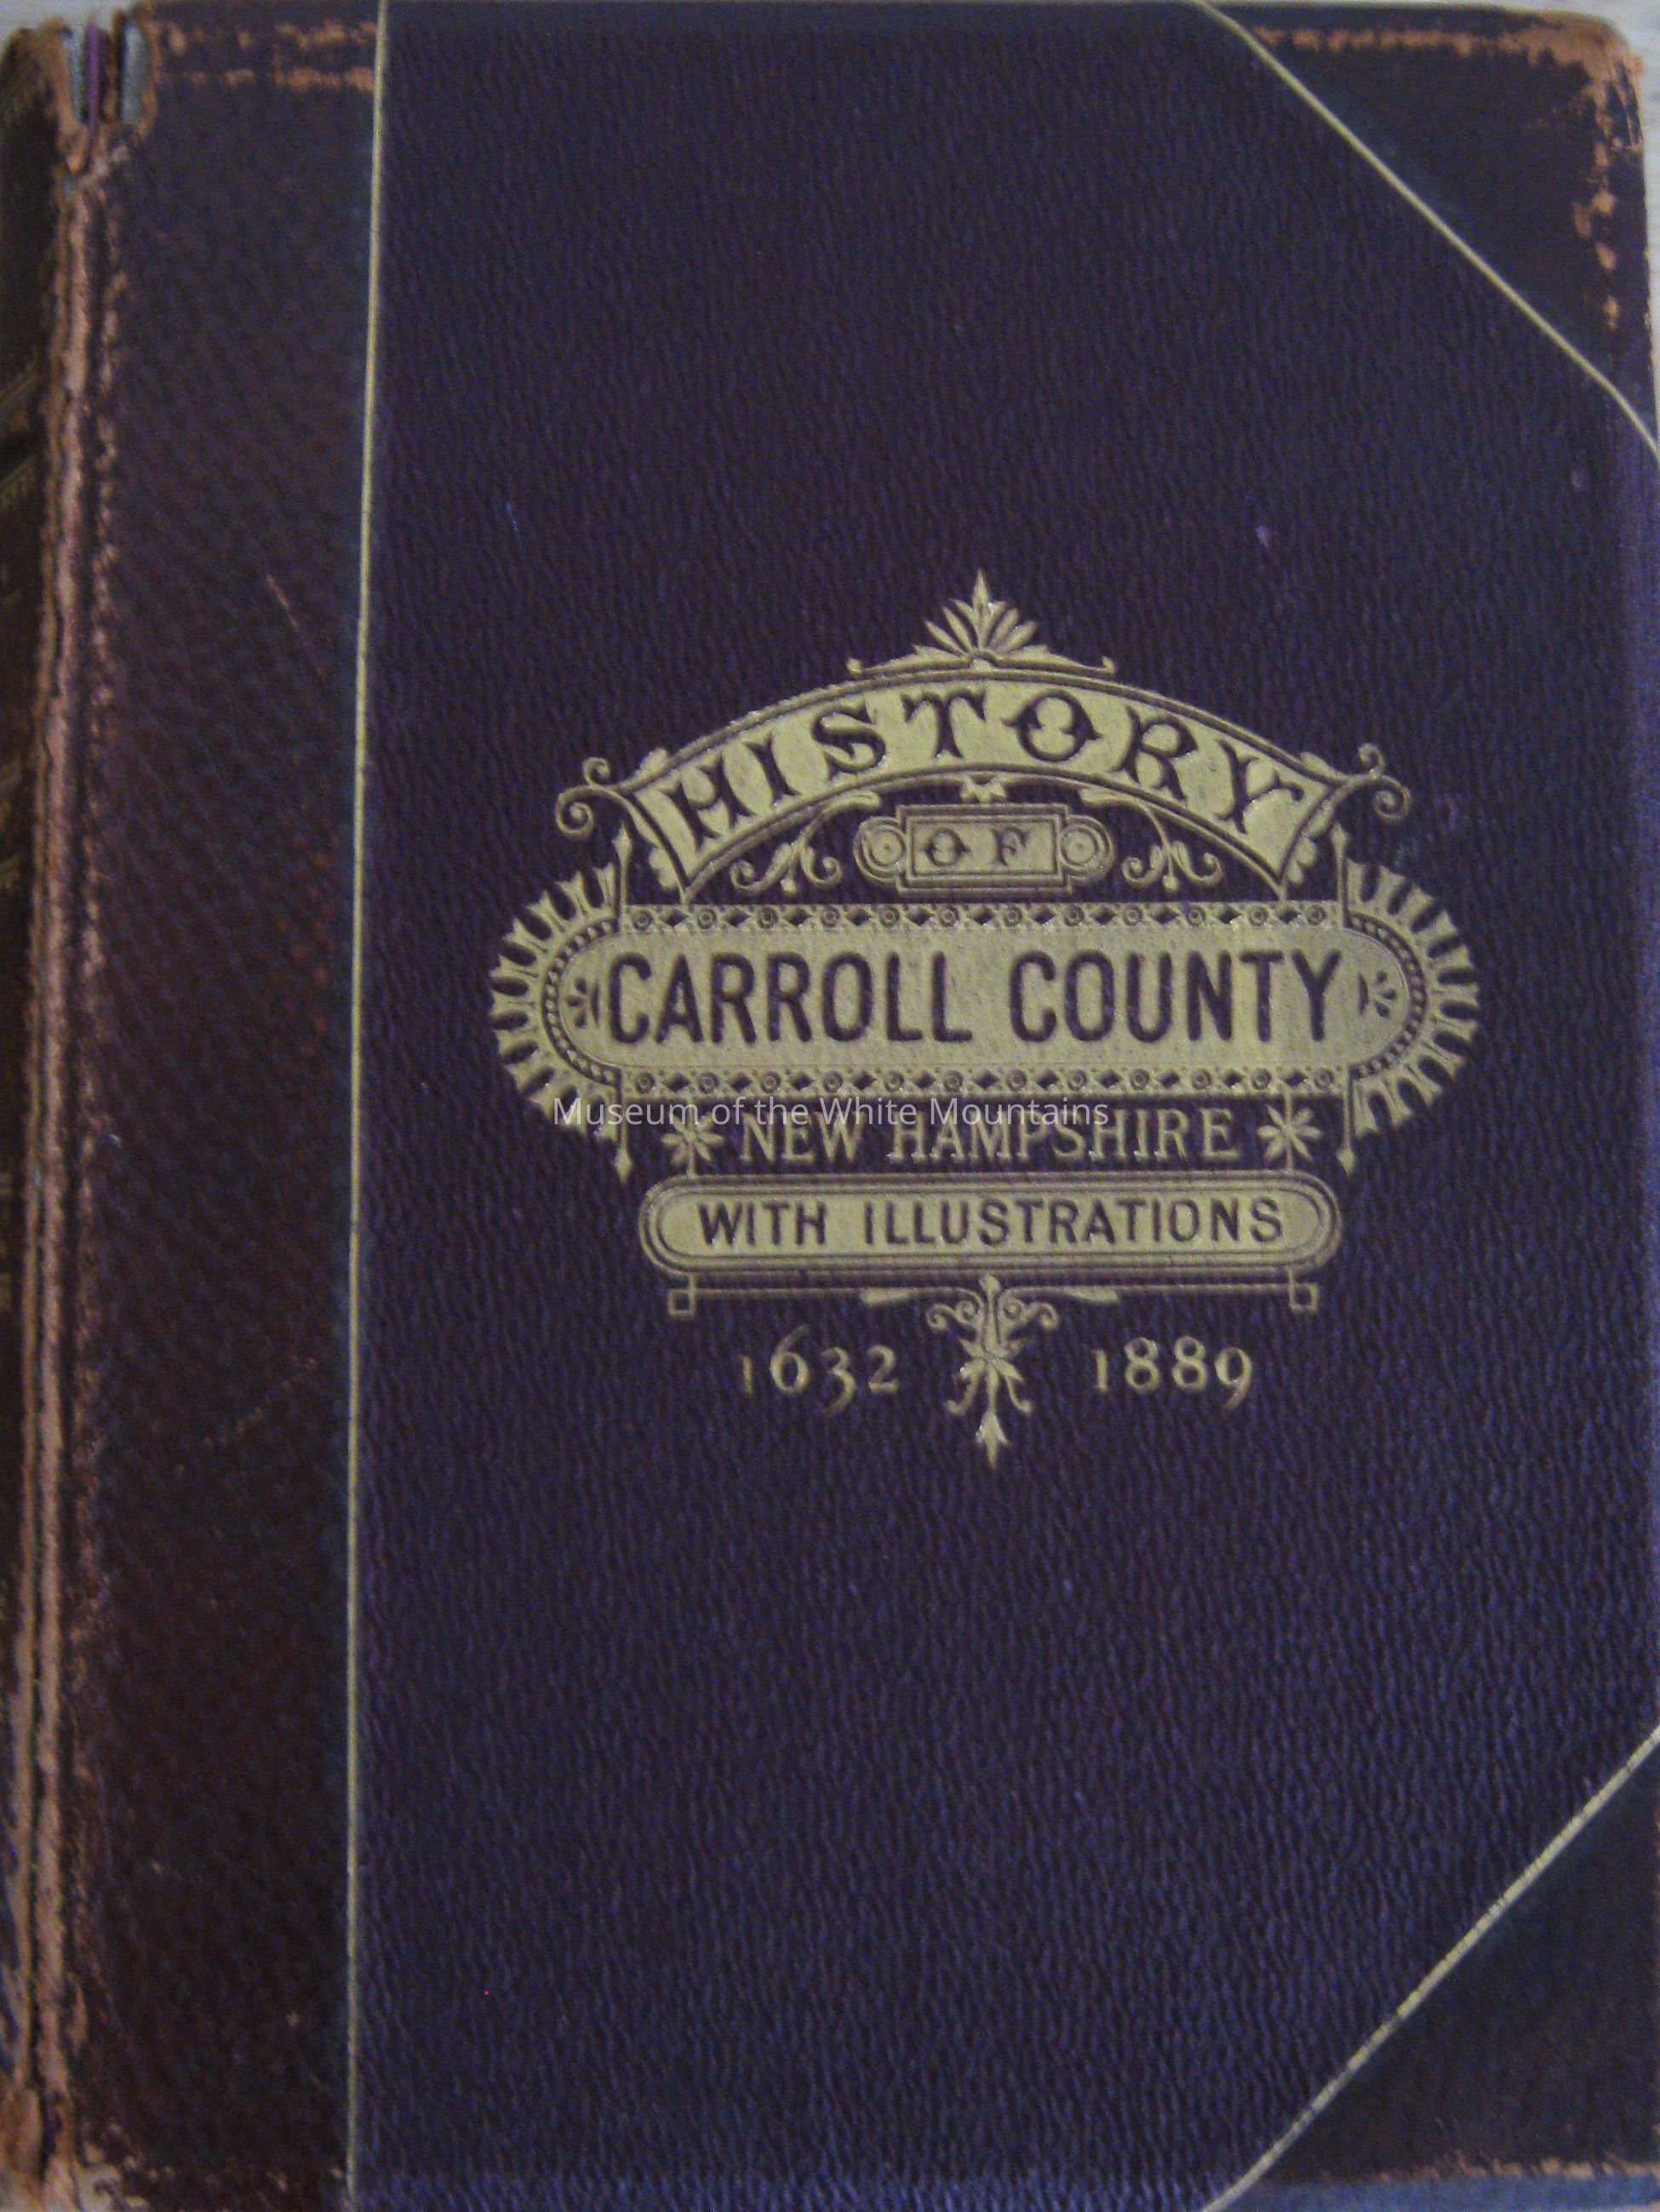 HISTORY
OF
CARROLL COUNTY
Museum of the White Mountains
NEW HAMPSHIRE
WITH ILLUSTRATIONS
1632 1889